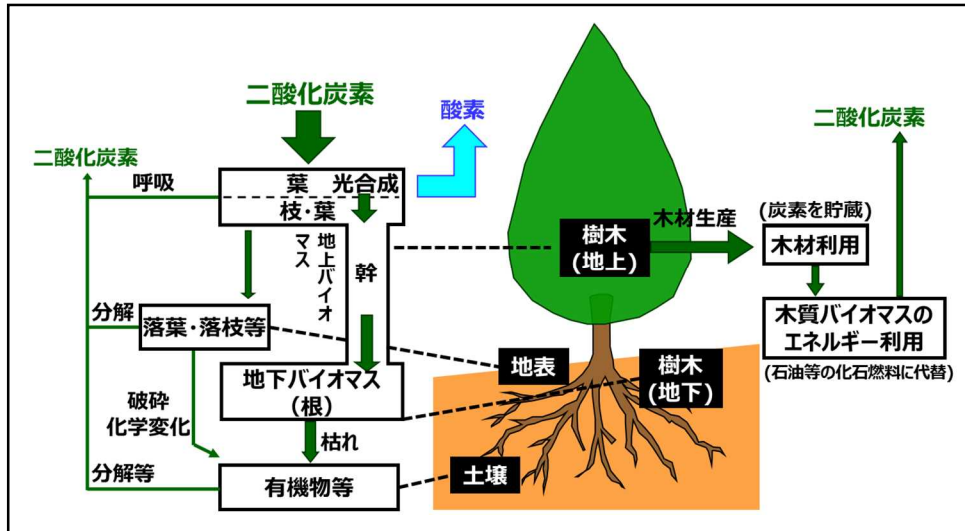 二酸化炭素
酸素
二酸化炭素
二酸化炭素
呼吸
葉 光合成
枝・葉
地上バイオ
マス
幹
分解
落葉・落枝等
地下バイオマス
(根)
破砕
化学変化
枯れ
分解等
有機物等
樹木
(地上)
木材生産
(炭素を貯蔵)
木材利用
木質バイオマスの
エネルギー利用
(石油等の化石燃料に代替)
地表
樹木
(地下)
土壌